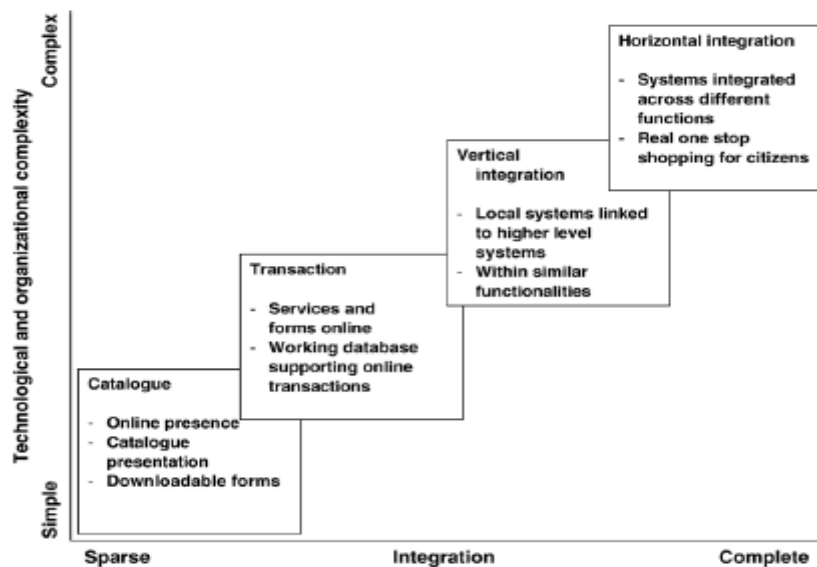 Technological and organizational complexity
Complex
Simple
Horizontal integration
- Systems integrated
across different
functions
- Real one stop
shopping for citizens
Vertical
integration
- Local systems linked
to higher level
systems
- Within similar
functionalities
Transaction
- Services and
forms online
- Working database
supporting online
transactions
Catalogue
- Online presence
- Catalogue
presentation
- Downloadable forms
Sparse
Integration
Complete